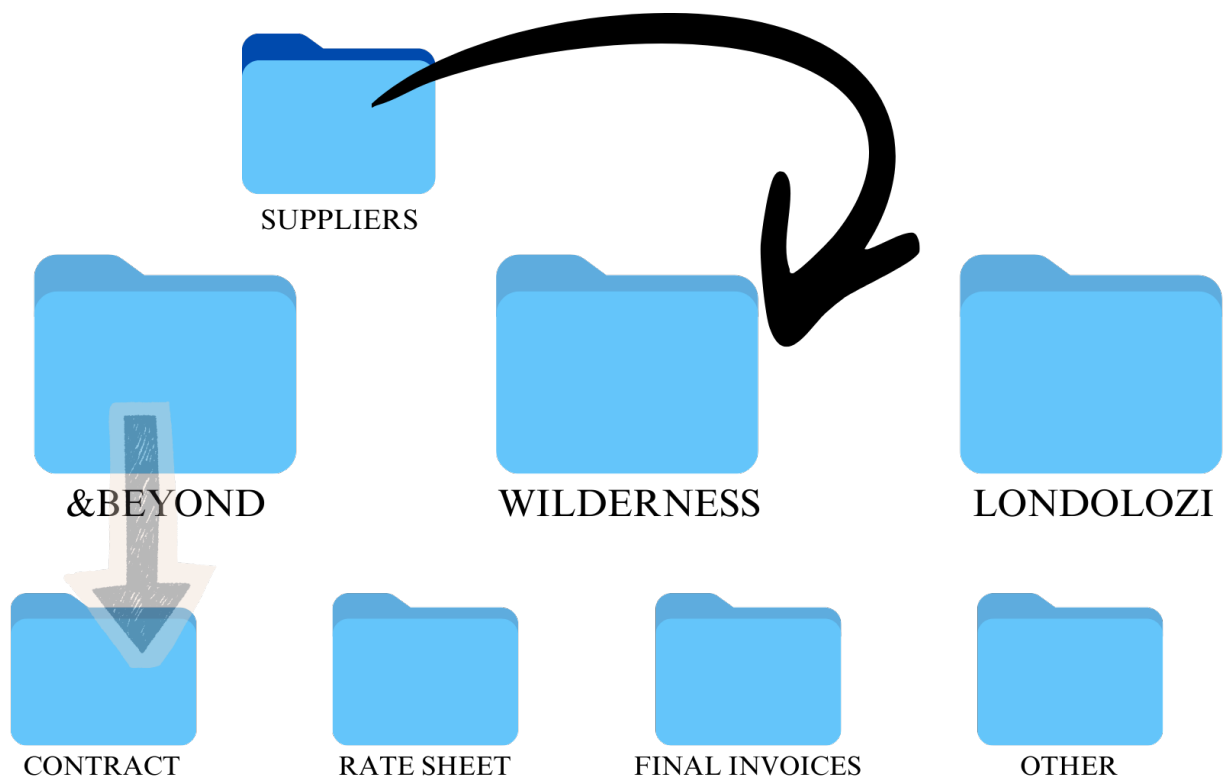 SUPPLIERS
&BEYOND
WILDERNESS
LONDOLOZI
CONTRACT
RATE SHEET
FINAL INVOICES
OTHER